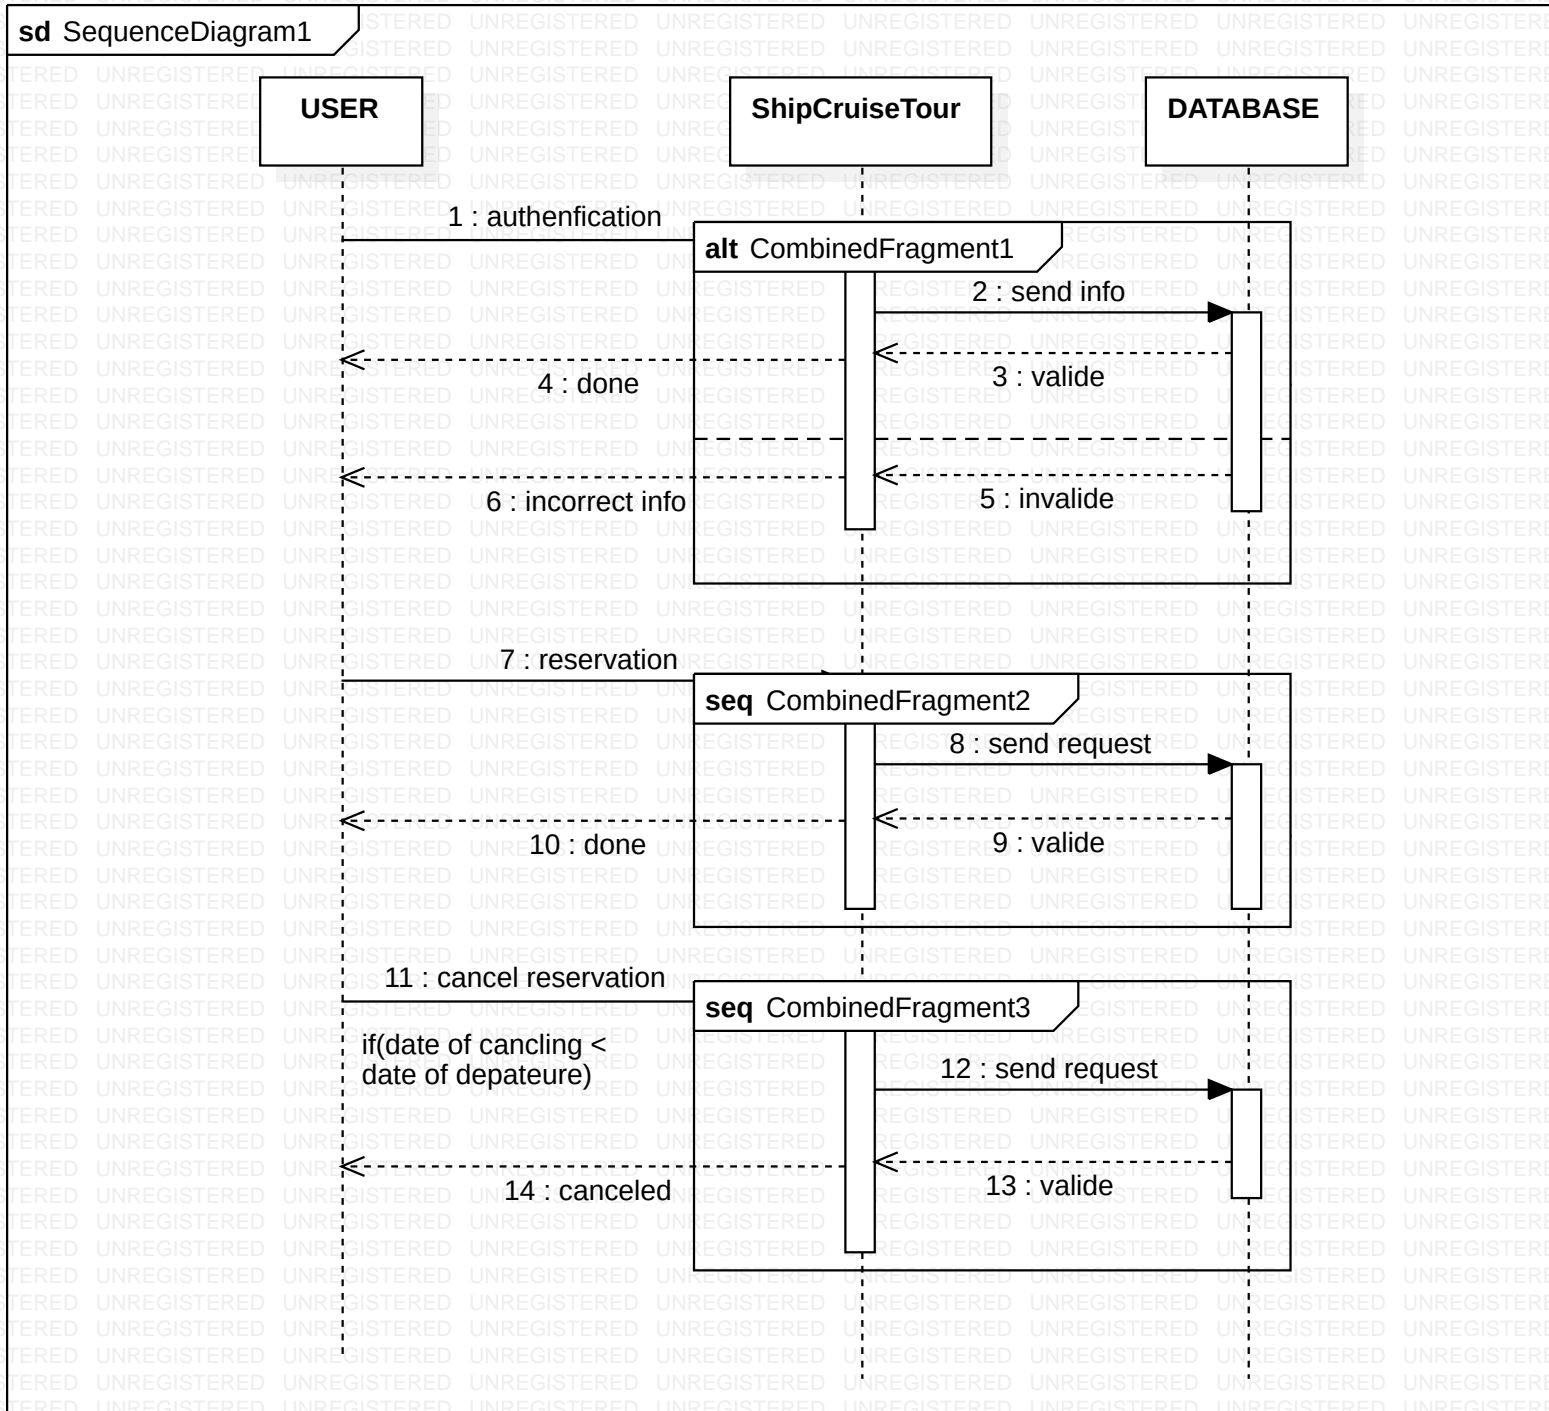 sd SequenceDiagram1
USER
ShipCruiseTour
DATABASE
1 : authenfication
alt CombinedFragment1
2 : send info
3 : valide
4 : done
5 : invalide
6 : incorrect info
7 : reservation
seq CombinedFragment2
8 : send request
9 : valide
10 : done
11 : cancel reservation
seq CombinedFragment3
if(date of cancling <
date of depateure)
12 : send request
13 : valide
14 : canceled
UNREGISTERED